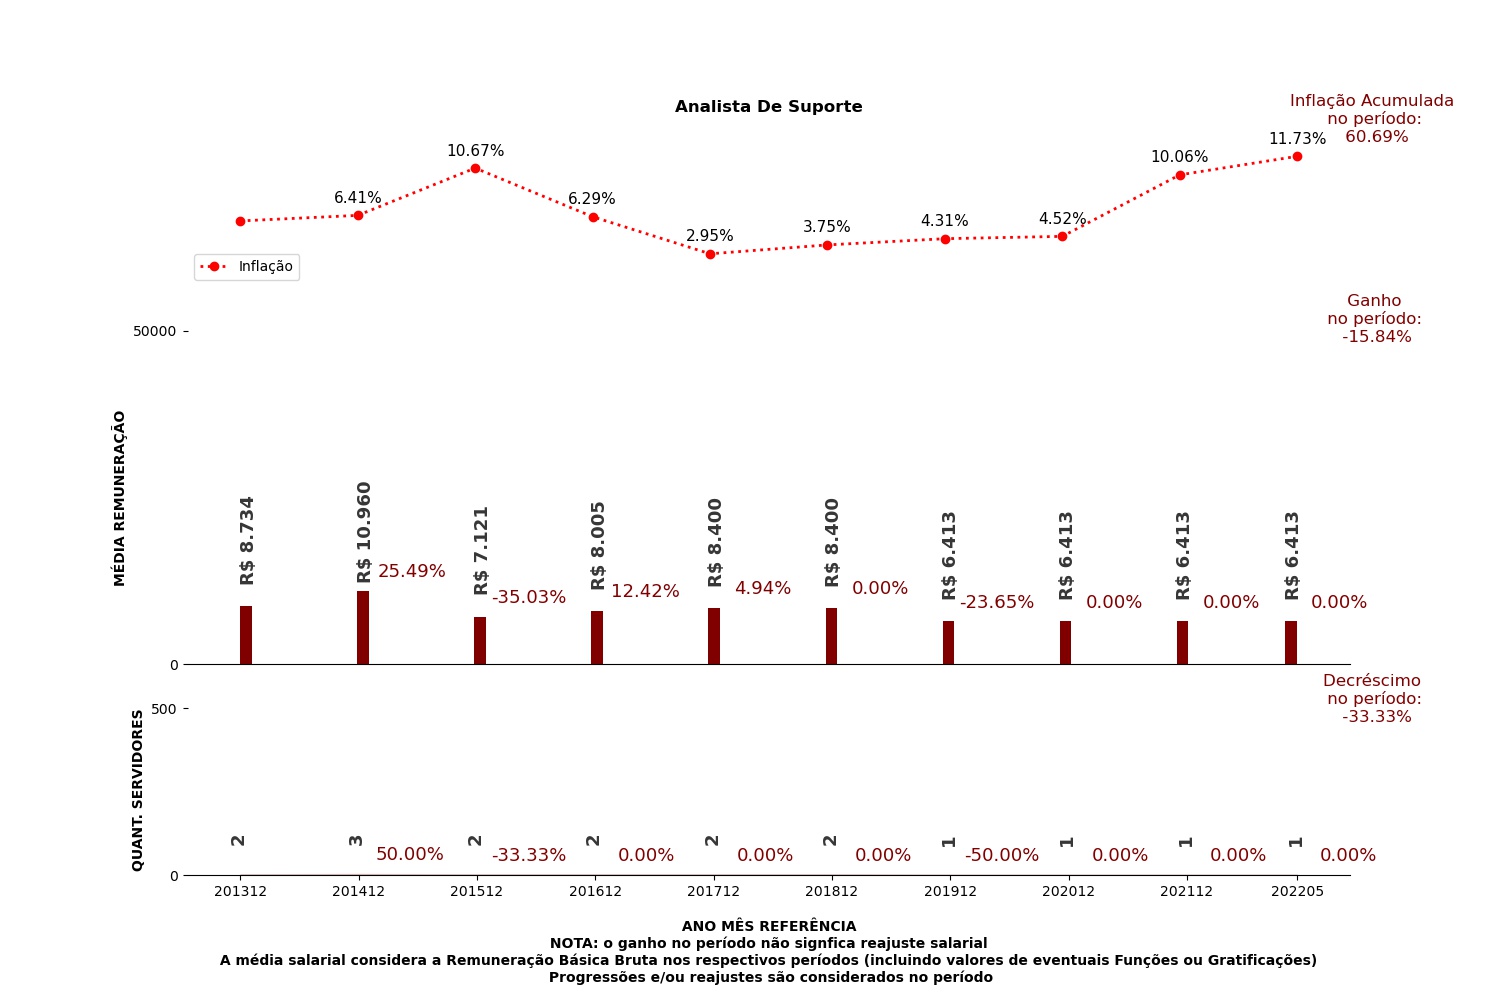 Analista De Suporte
Inflação Acumulada
no período:
60.69%
6.41%
10.67%
6.29%
2.95%
3.75%
4.31%
4.52%
10.06%
11.73%
Inflação
Ganho
no período:
-15.84%
50000
0
MÉDIA REMUNERAÇÃO
R$ 8.734
R$ 10.960
R$ 7.121
R$ 8.005
R$ 8.400
R$ 8.400
R$ 6.413
R$ 6.413
R$ 6.413
R$ 6.413
25.49%
-35.03%
12.42%
4.94%
0.00%
-23.65%
0.00%
0.00%
0.00%
Decréscimo
no período:
-33.33%
500
0
QUANT. SERVIDORES
2
3
2
2
2
2
1
1
1
1
50.00%
-33.33%
0.00%
0.00%
0.00%
-50.00%
0.00%
0.00%
0.00%
201312
201412
201512
201612
201712
201812
201912
202012
202112
202205
ANO MÊS REFERÊNCIA
NOTA: o ganho no período não signfica reajuste salarial
A média salarial considera a Remuneração Básica Bruta nos respectivos períodos (incluindo valores de eventuais Funções ou Gratificações)
Progressões e/ou reajustes são considerados no período